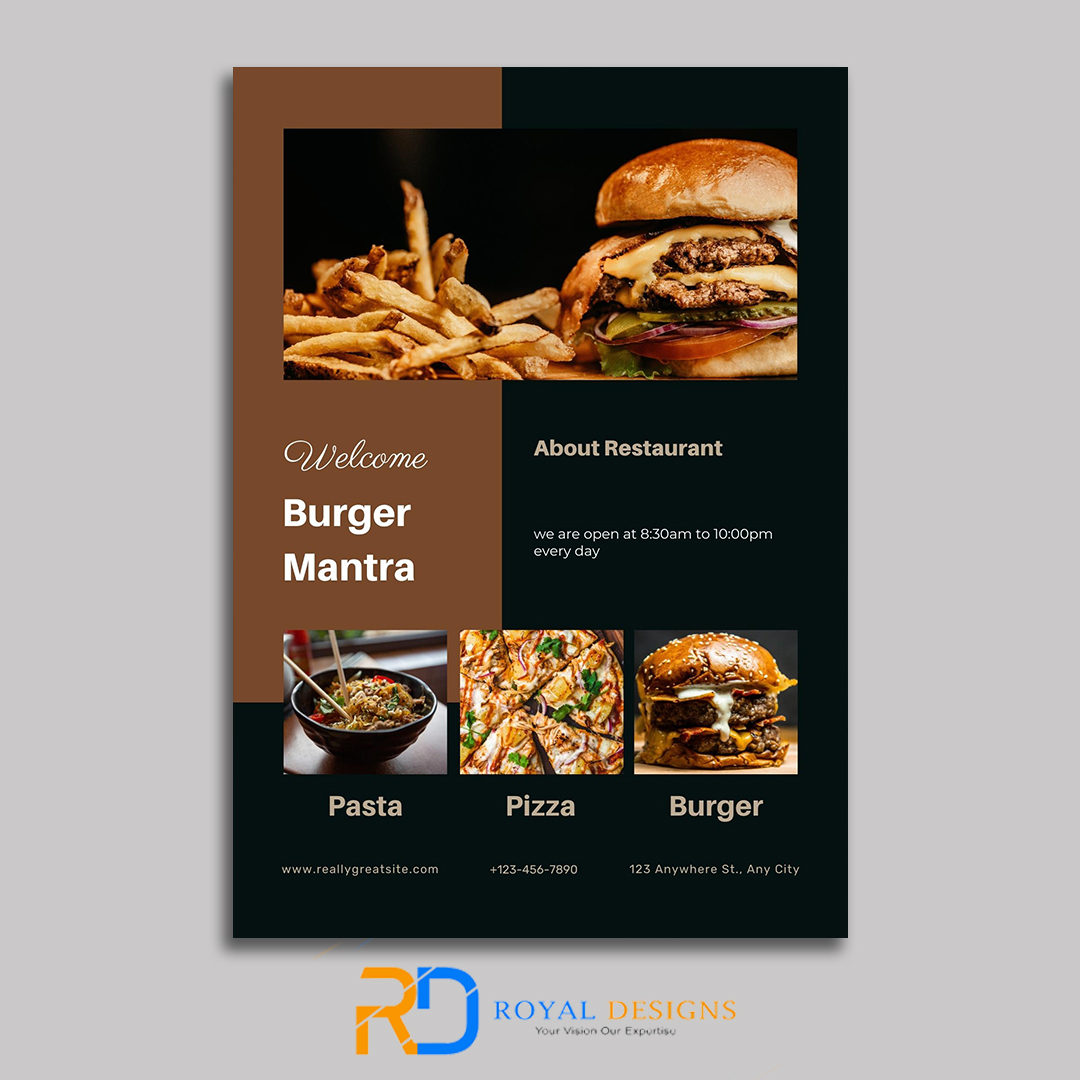 Welcome
Burger
Mantra
About Restaurant
we are open at 8:30am to 10:00pm
every day
Pasta
Pizza
Burger
www.reallygreatsite.com
+123-456-7890
123 Anywhere St., Any City
RD
ROYAL DESIGNS
Your Vision Our Expertise